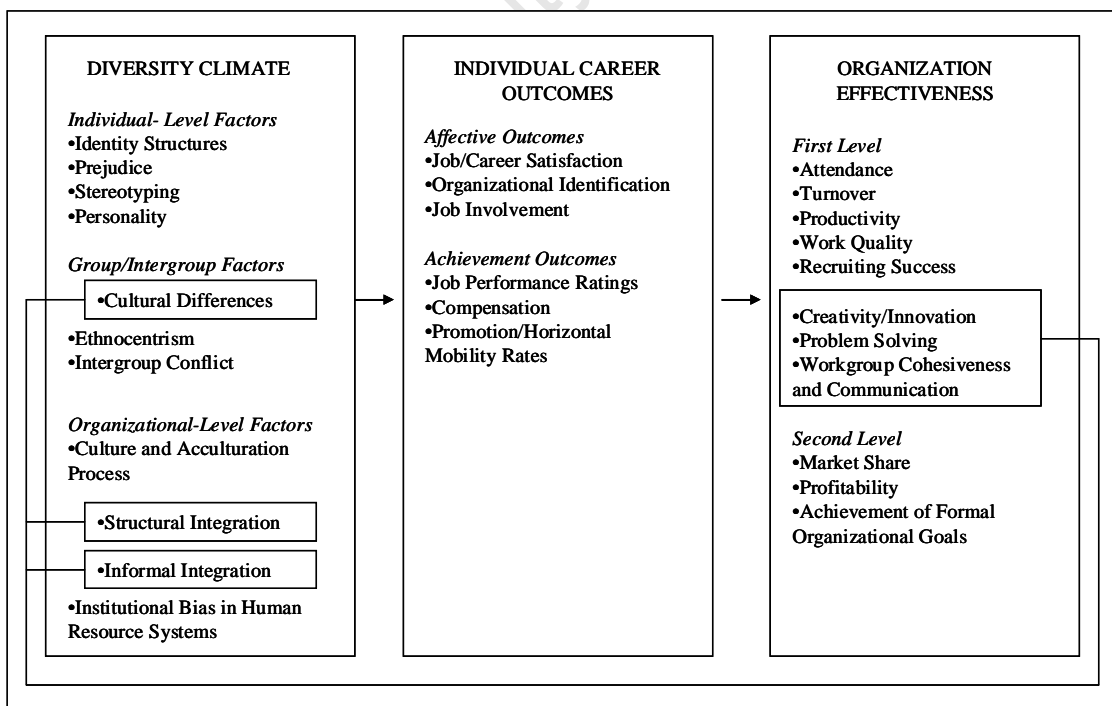 DIVERSITY CLIMATE
Individual- Level Factors
•Identity Structures
•Prejudice
•Stereotyping
•Personality
Group/Intergroup Factors
•Cultural Differences
•Ethnocentrism
•Intergroup Conflict
Organizational-Level Factors
•Culture and Acculturation
Process
•Structural Integration
•Informal Integration
•Institutional Bias in Human
Resource Systems
INDIVIDUAL CAREER
OUTCOMES
Affective Outcomes
•Job/Career Satisfaction
•Organizational Identification
•Job Involvement
Achievement Outcomes
•Job Performance Ratings
•Compensation
•Promotion/Horizontal
Mobility Rates
ORGANIZATION
EFFECTIVENESS
First Level
•Attendance
•Turnover
•Productivity
•Work Quality
•Recruiting Success
•Creativity/Innovation
•Problem Solving
•Workgroup Cohesiveness
and Communication
Second Level
•Market Share
•Profitability
•Achievement of Formal
Organizational Goals